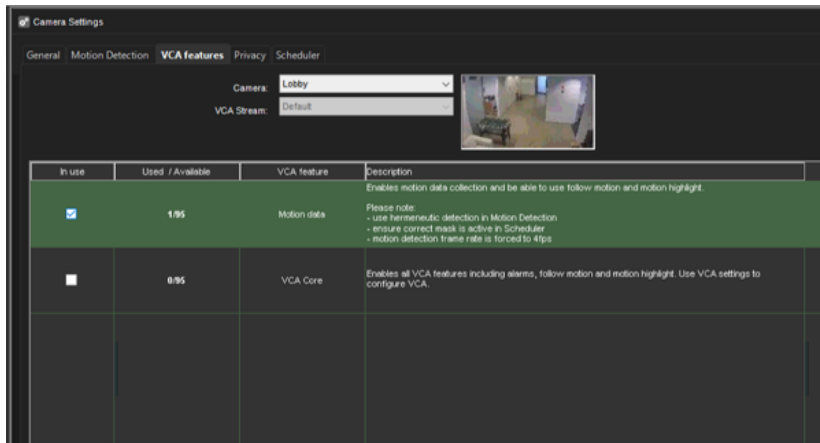 Camera Settings
General Motion Detection VCA features Privacy Scheduler
Camera: Lobby
VCA Stream: Default
In use Used / Available VCA feature Description
Enables motion data collection and be able to use follow motion and motion highlight.
Please note:
1/95 Motion data - use hermeneutic detection in Motion Detection
- ensure correct mask is active in Scheduler
- motion detection frame rate is forced to 4fps
0/95 VCA Core Enables all VCA features including alarms, follow motion and motion highlight. Use VCA settings to
configure VCA.